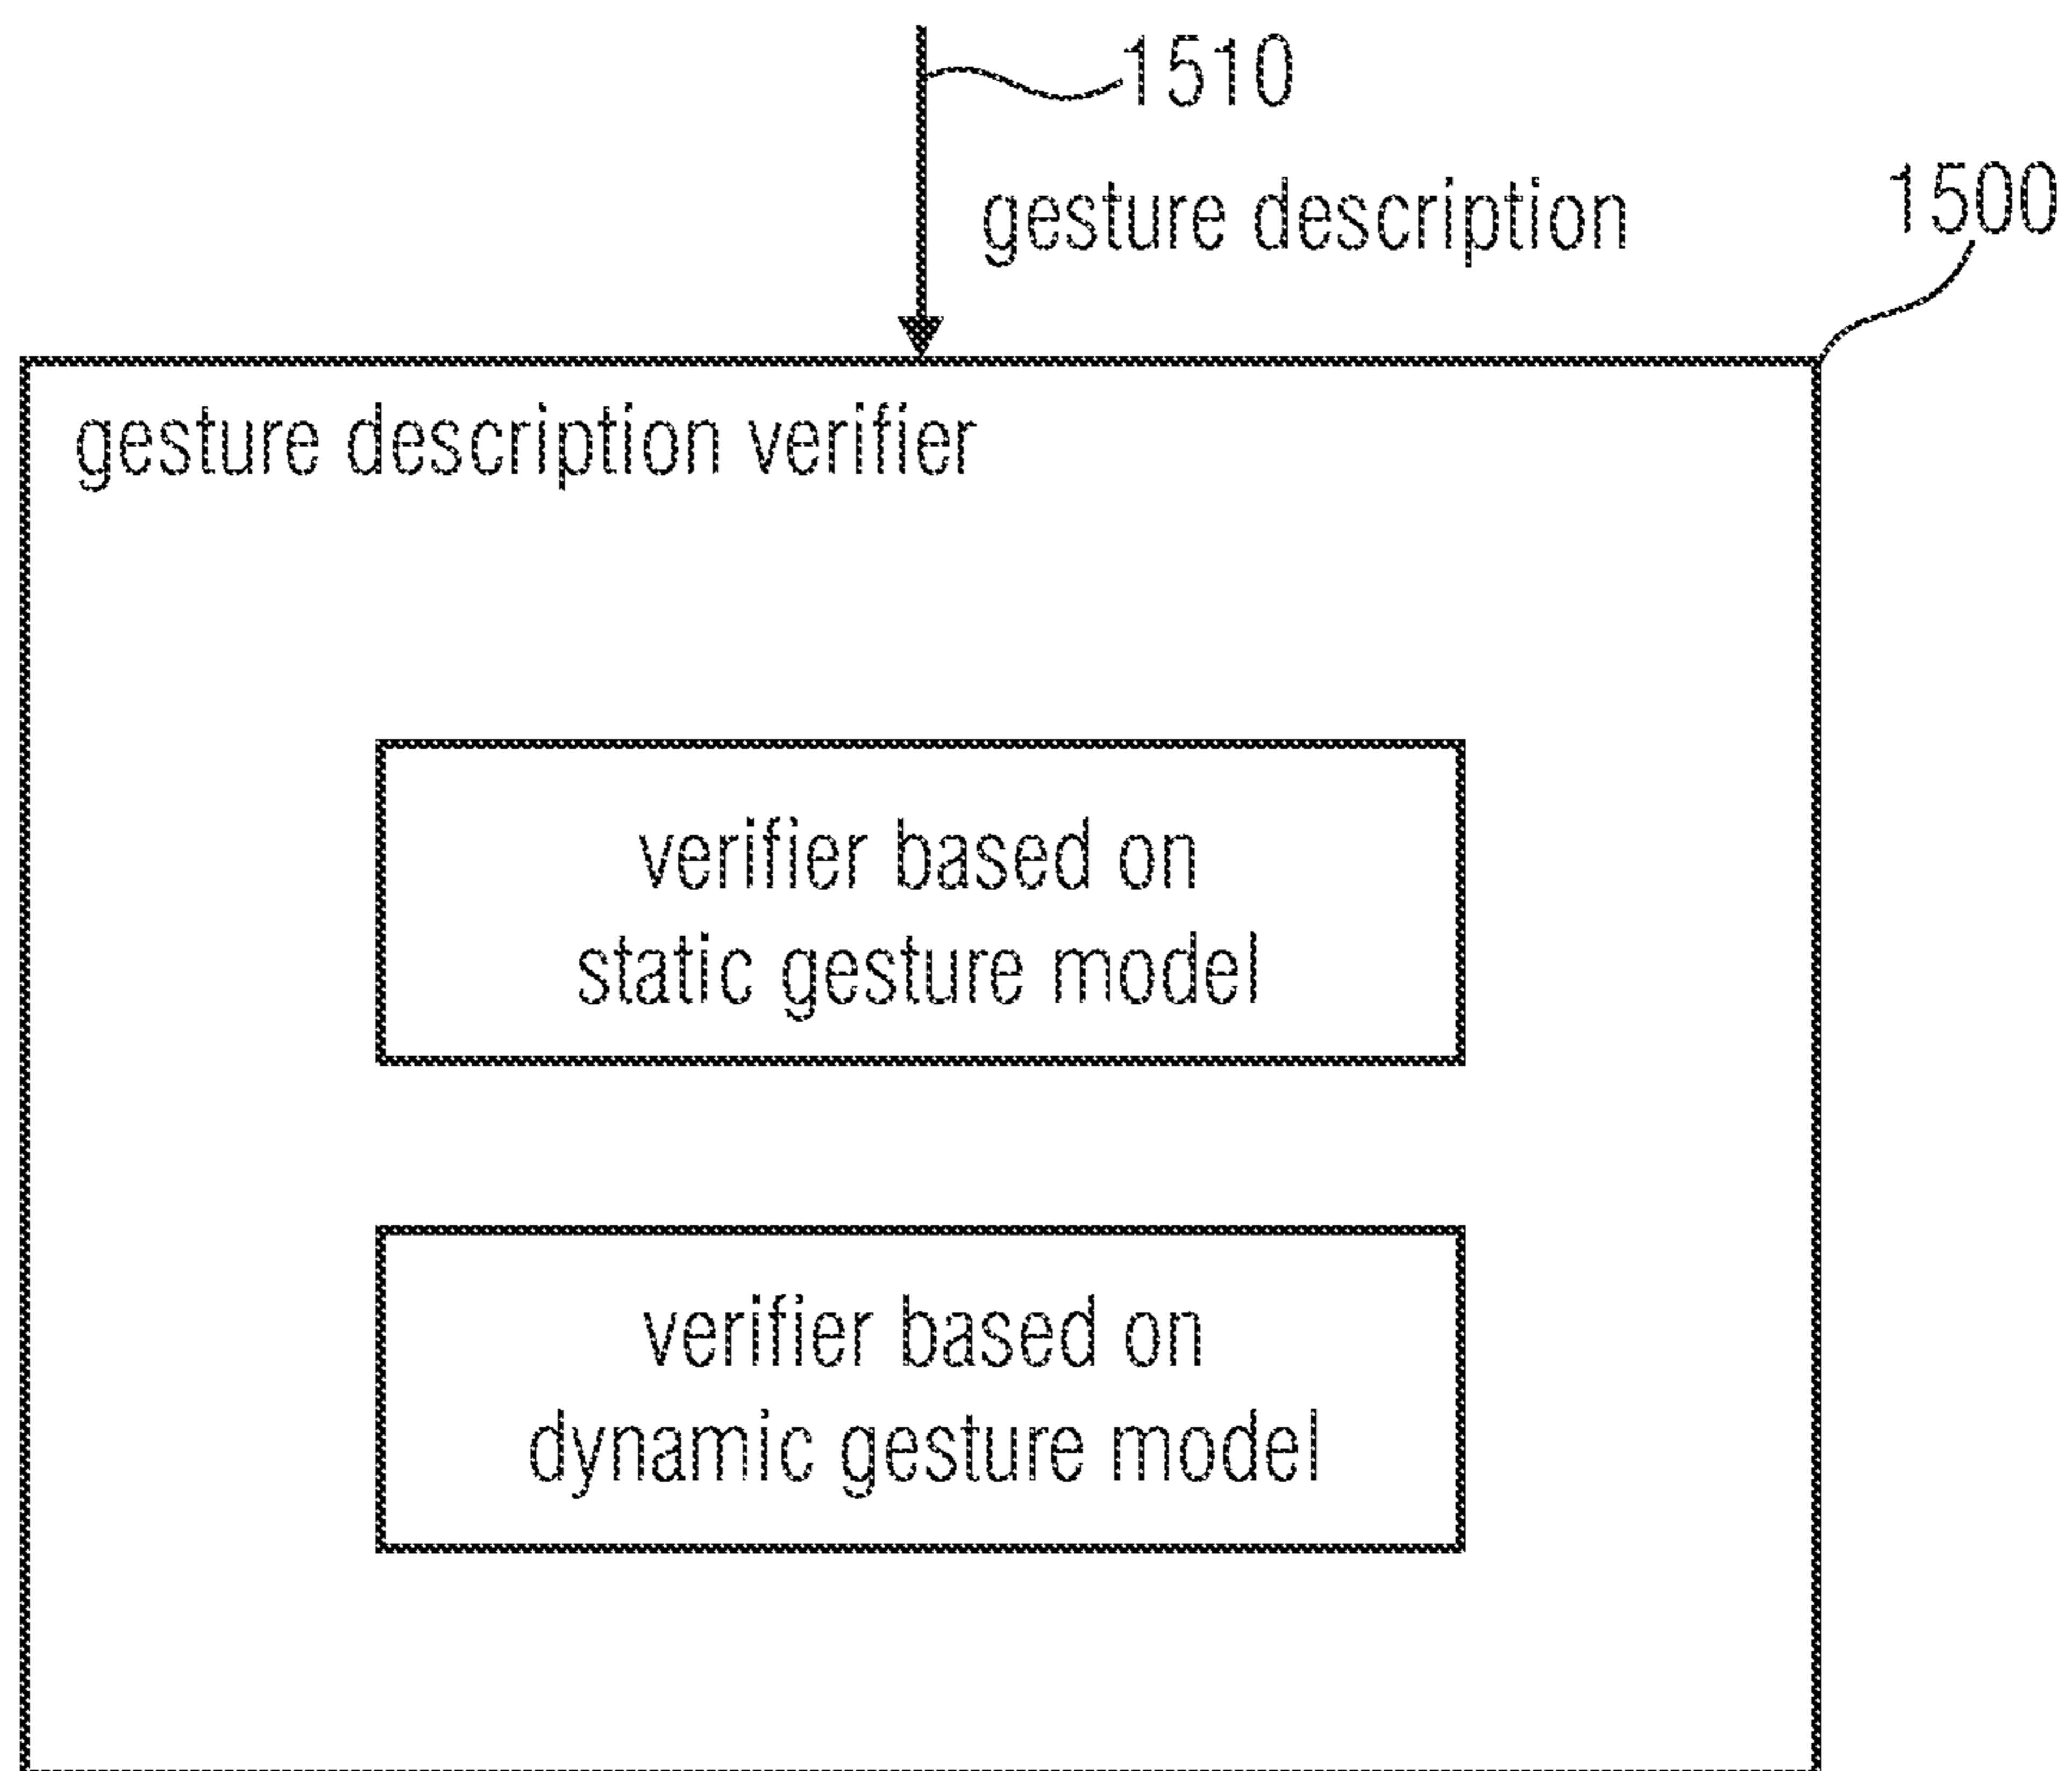 1510
gesture description
1500
gesture description verifier
verifier based on
static gesture model
verifier based on
dynamic gesture model